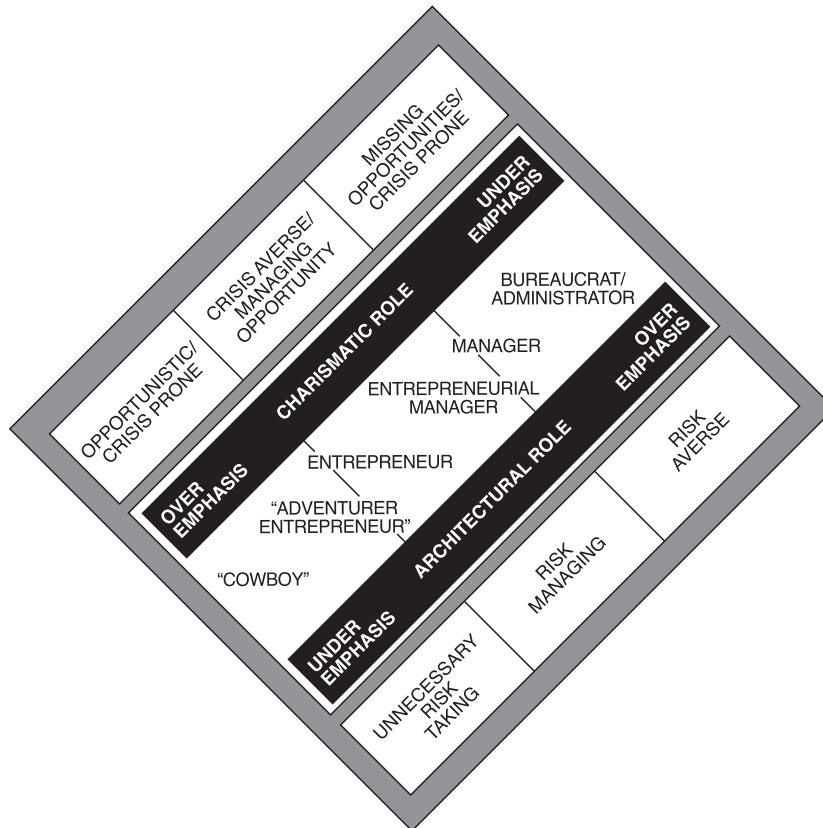 MISSING
OPPORTUNITIES/
CRISIS PRONE
CRISIS AVERSE/
MANAGING
OPPORTUNITY
OPPORTUNISTIC/
CRISIS PRONE
UNDER
EMPHASIS
CHARISMATIC ROLE
OVER
EMPHASIS
BUREAUCRAT/
ADMINISTRATOR
MANAGER
ENTREPRENEURIAL
MANAGER
ENTREPRENEUR
“ADVENTURER
ENTREPRENEUR”
“COWBOY”
OVER
EMPHASIS
ARCHITECTURAL ROLE
UNDER
EMPHASIS
RISK
AVERSE
RISK
MANAGING
UNNECESSARY
RISK
TAKING